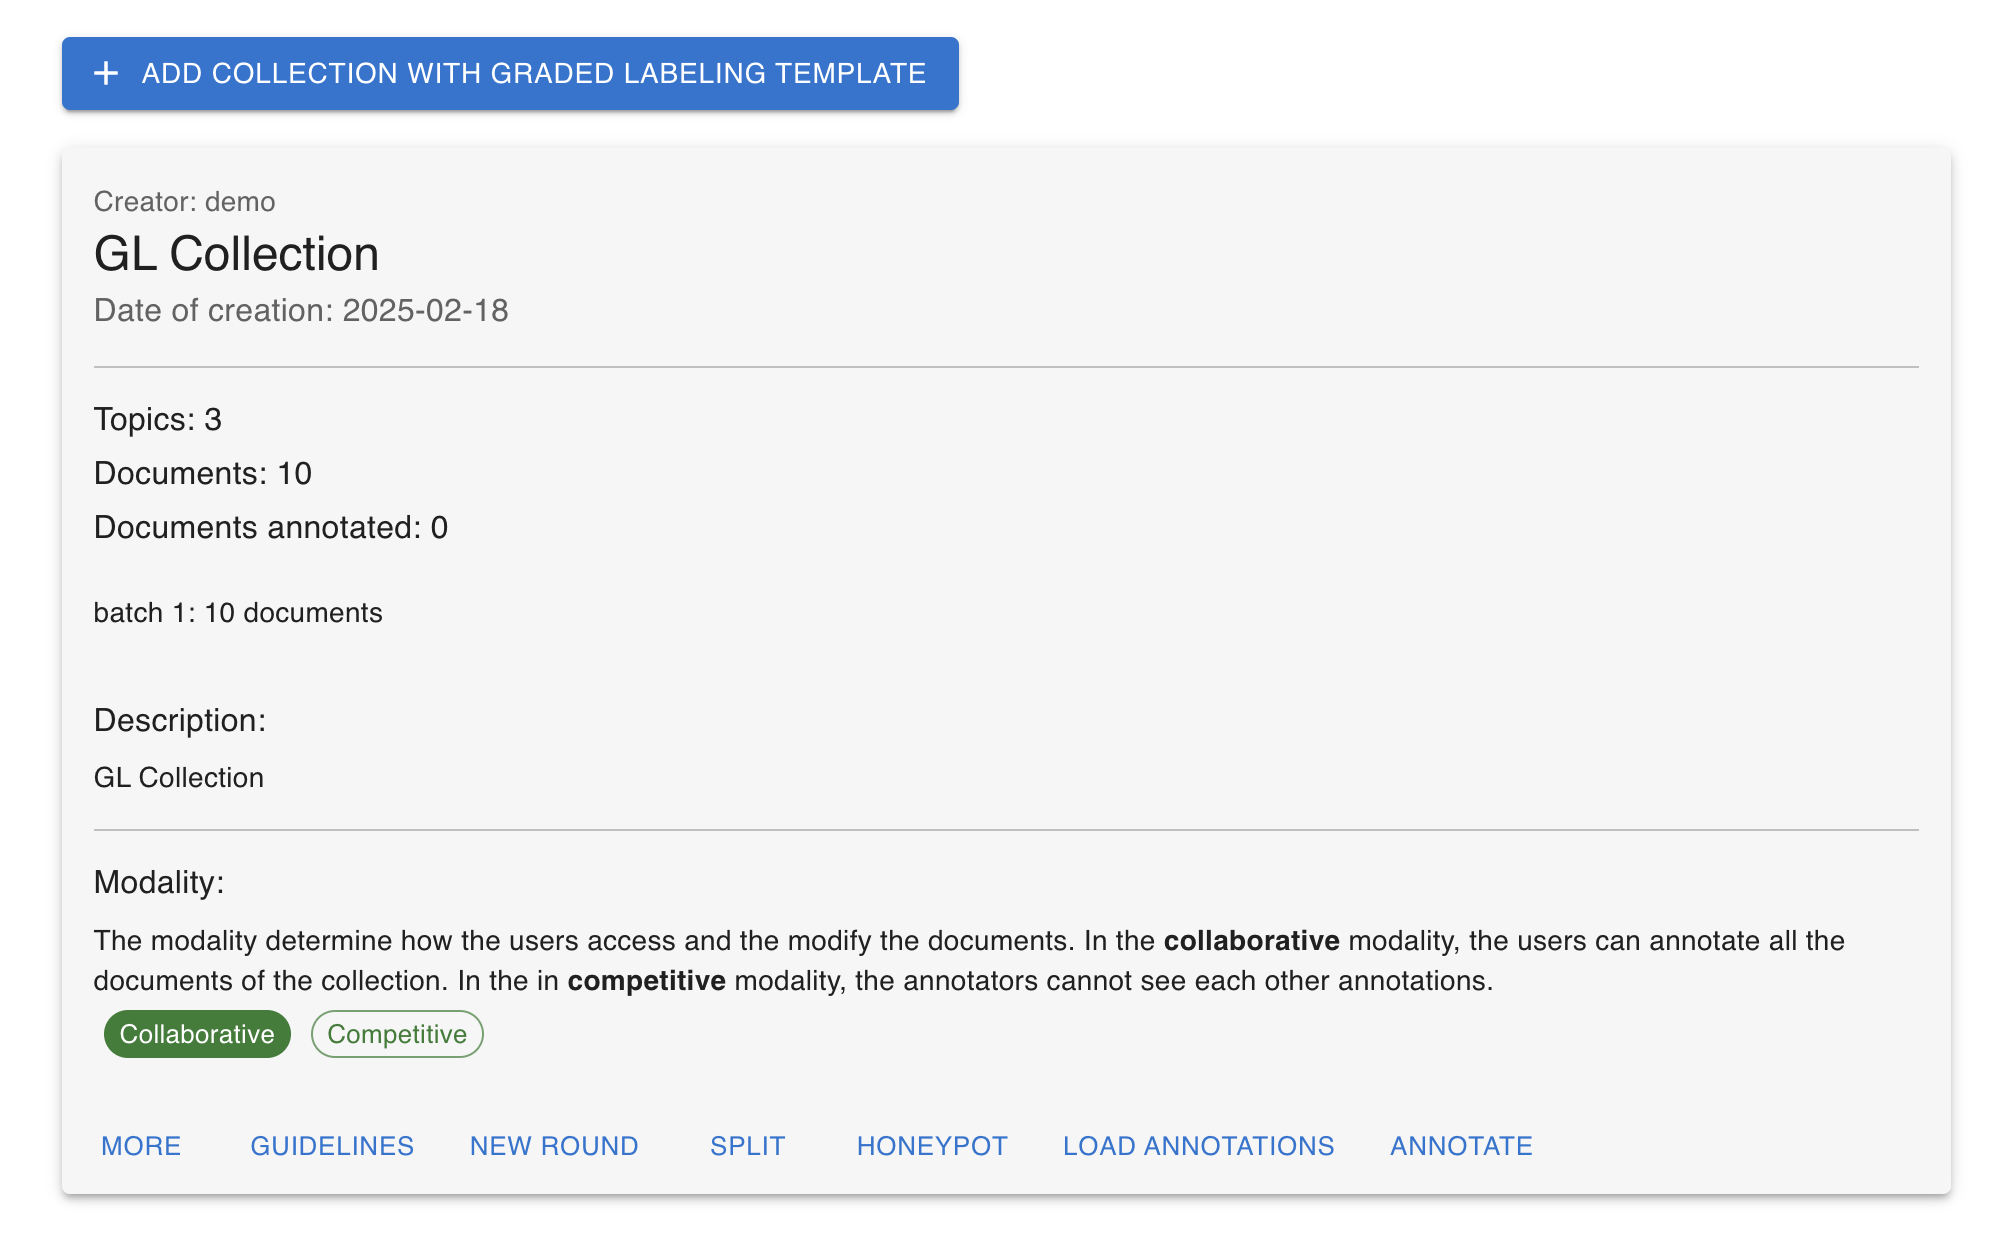 + ADD COLLECTION WITH GRADED LABELING TEMPLATE
Creator: demo
GL Collection
Date of creation: 2025-02-18
Topics: 3
Documents: 10
Documents annotated: 0
batch 1: 10 documents
Description:
GL Collection
Modality:
The modality determine how the users access and the modify the documents. In the collaborative modality, the users can annotate all the
documents of the collection. In the in competitive modality, the annotators cannot see each other annotations.
Collaborative Competitive
MORE GUIDELINES NEW ROUND SPLIT HONEYPOT LOAD ANNOTATIONS ANNOTATE